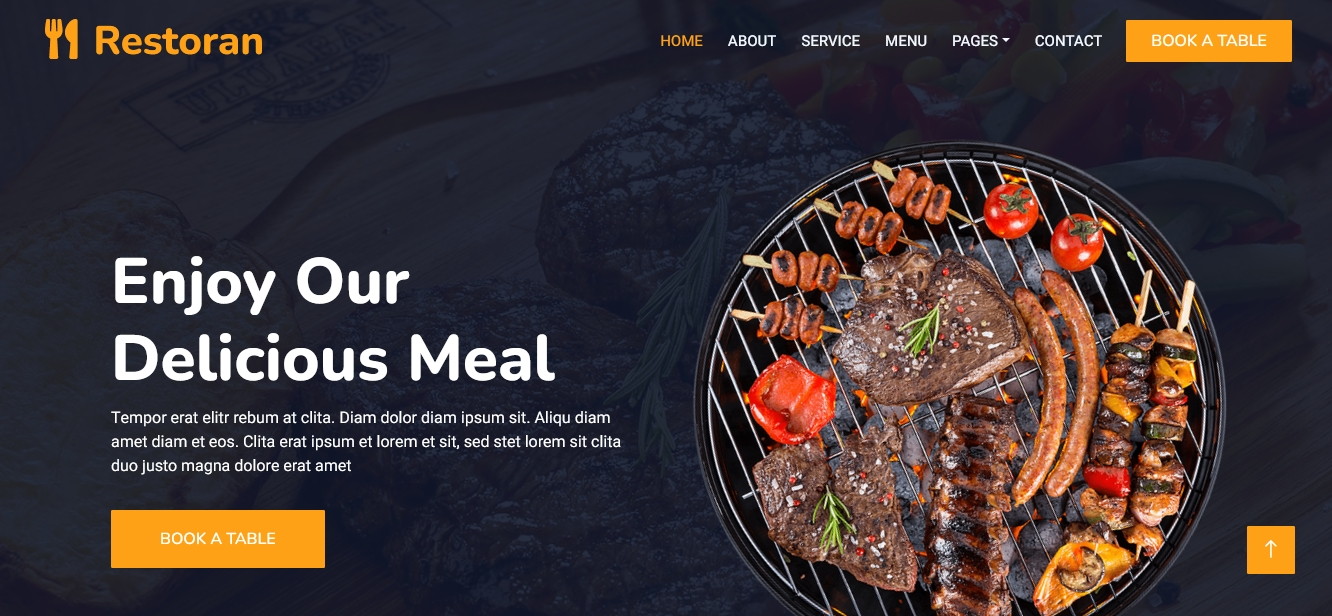 Restoran
HOME ABOUT SERVICE MENU PAGES CONTACT BOOK A TABLE
Enjoy Our
Delicious Meal
Tempor erat elitr rebum at clita. Diam dolor diam ipsum sit. Aliqu diam
amet diam et eos. Clita erat ipsum et lorem et sit, sed stet lorem sit clita
duo justo magna dolore erat amet
BOOK A TABLE